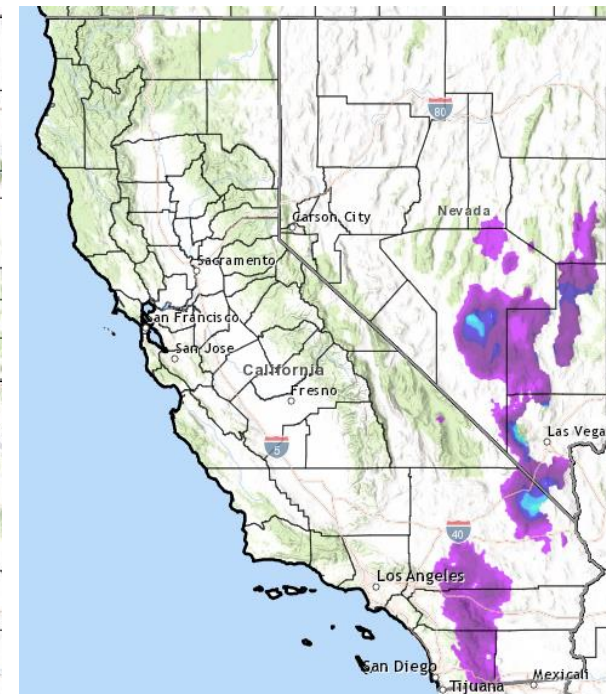 80
Nevada
Carson City
Sacramento
San Francisco
San Jose
California
Fresno
Las Vega
5
40
Los Angeles
San Diego
Tijuana
Mexicali